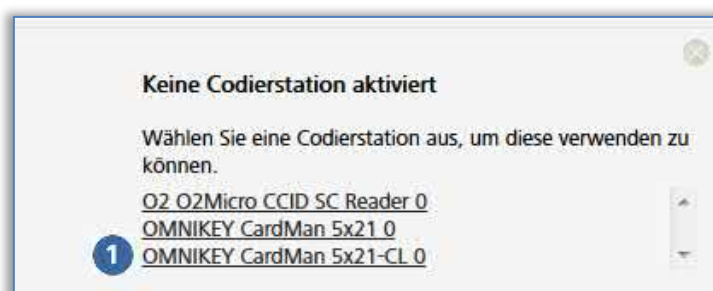 Keine Codierstation aktiviert
Wählen Sie eine Codierstation aus, um diese verwenden zu
können.
O2 O2Micro CCID SC Reader 0
OMNIKEY CardMan 5x21 0
1 OMNIKEY CardMan 5x21-CL 0